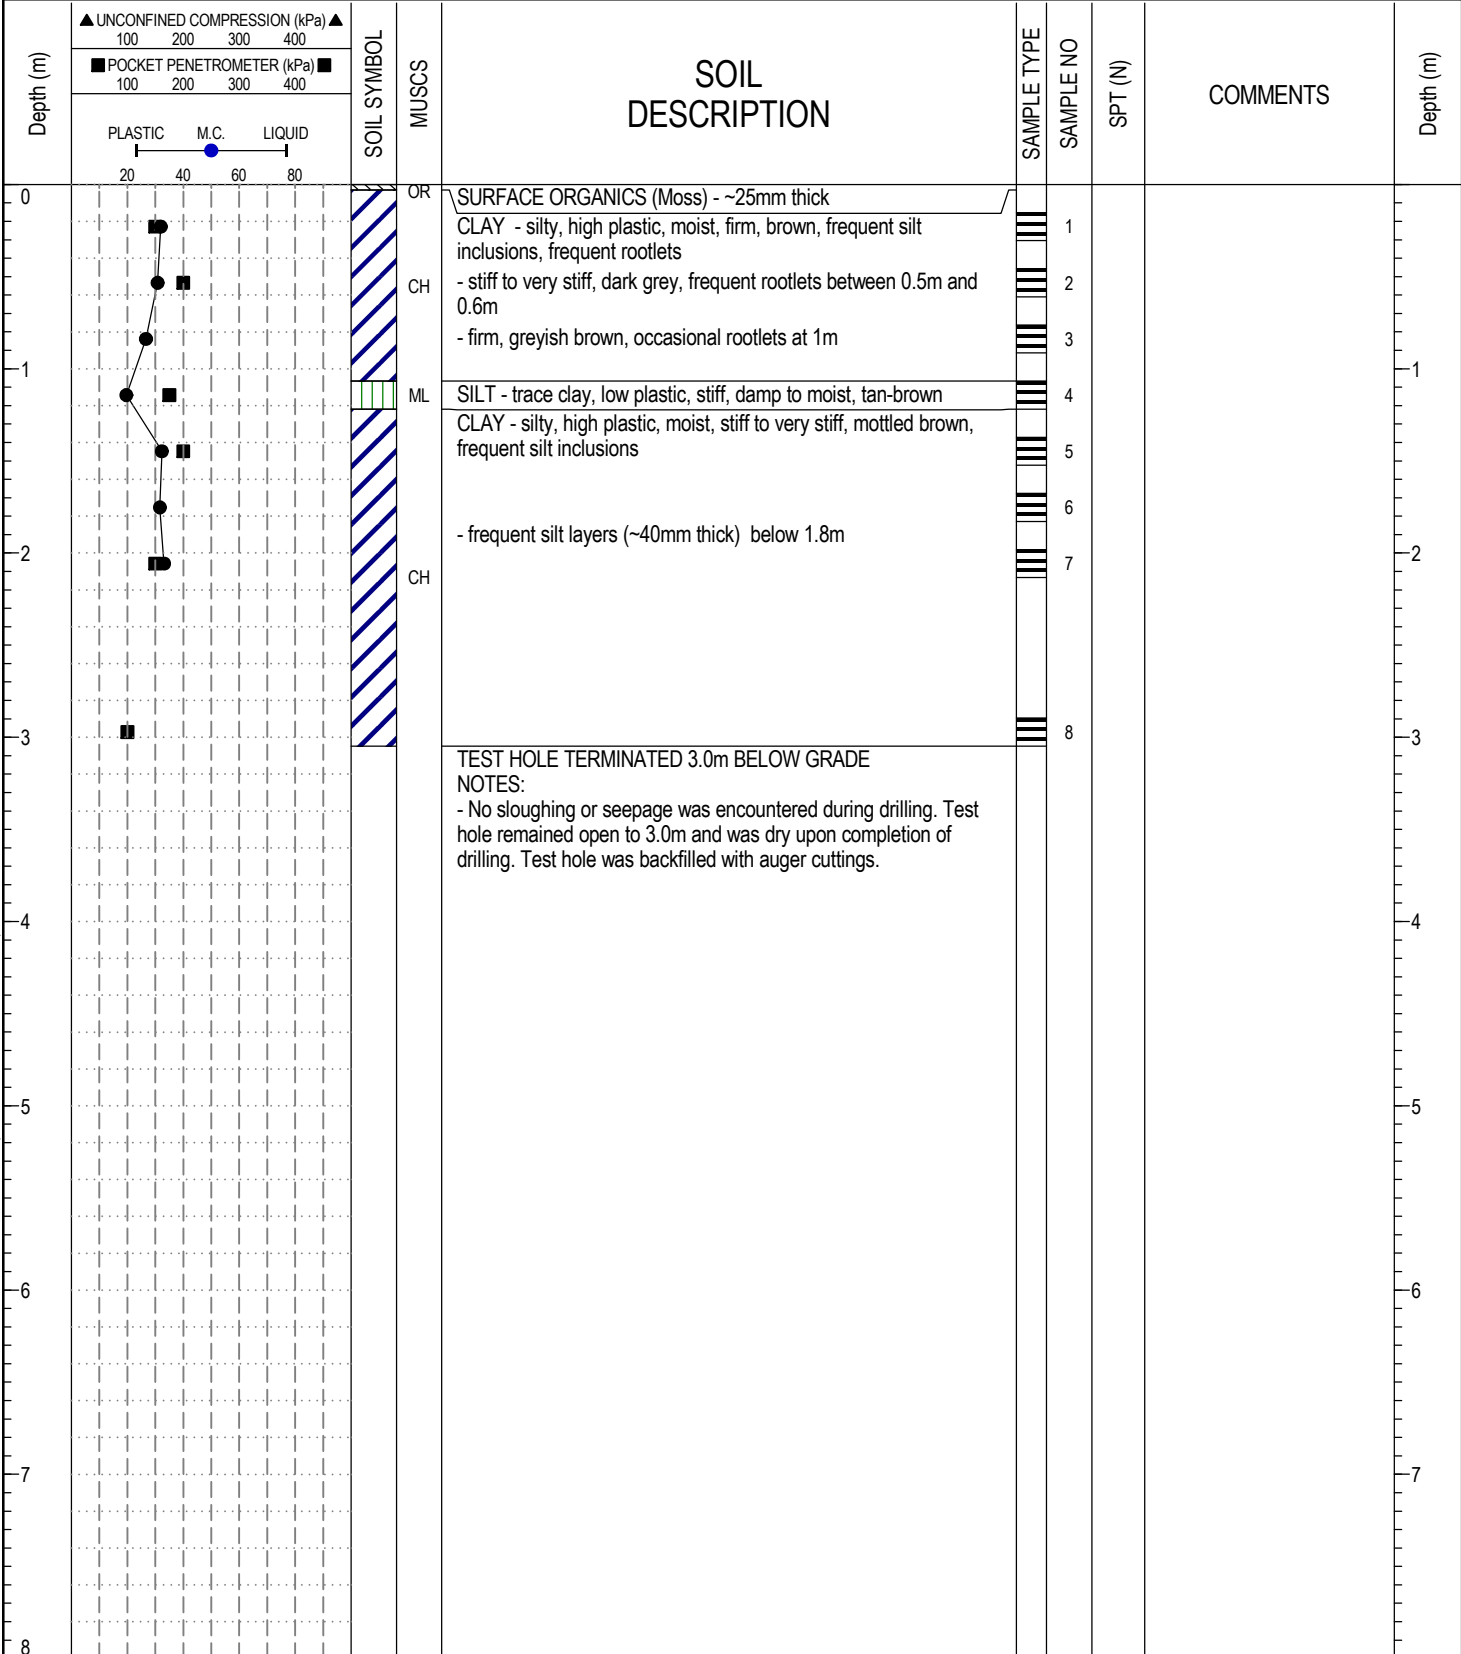 Depth (m)
▲ UNCONFINED COMPRESSION (kPa) ▲
100 200 300 400
■ POCKET PENETROMETER (kPa) ■
100 200 300 400
PLASTIC M.C. LIQUID
20 40 60 80
SOIL SYMBOL
MUSCS
SOIL
DESCRIPTION
SAMPLE TYPE
SAMPLE NO
SPT (N)
COMMENTS
Depth (m)
0
OR
SURFACE ORGANICS (Moss) - ~25mm thick
CLAY - silty, high plastic, moist, firm, brown, frequent silt
inclusions, frequent rootlets
1
CH
- stiff to very stiff, dark grey, frequent rootlets between 0.5m and
0.6m
2
- firm, greyish brown, occasional rootlets at 1m
3
1
1
ML
SILT - trace clay, low plastic, stiff, damp to moist, tan-brown
4
CLAY - silty, high plastic, moist, stiff to very stiff, mottled brown,
frequent silt inclusions
5
6
- frequent silt layers (~40mm thick) below 1.8m
2
7
2
CH
3
8
3
TEST HOLE TERMINATED 3.0m BELOW GRADE
NOTES:
- No sloughing or seepage was encountered during drilling. Test
hole remained open to 3.0m and was dry upon completion of
drilling. Test hole was backfilled with auger cuttings.
4
4
5
5
6
6
7
7
8